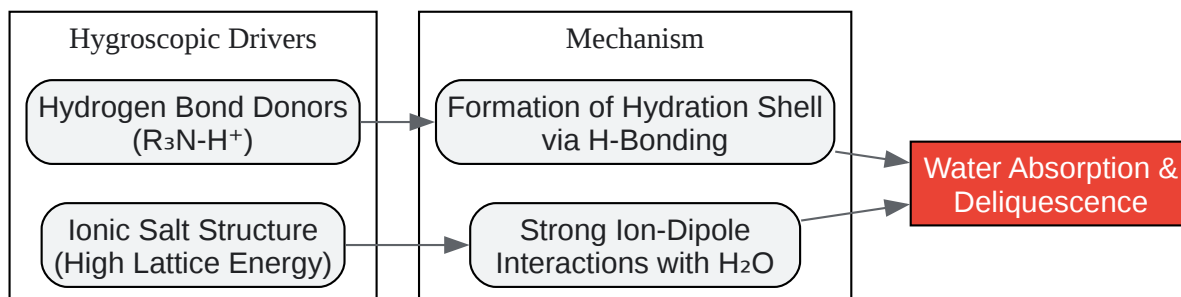 Hygroscopic Drivers
Hydrogen Bond Donors
(R₃N-H⁺)
Ionic Salt Structure
(High Lattice Energy)
Mechanism
Formation of Hydration Shell
via H-Bonding
Strong Ion-Dipole
Interactions with H₂O
Water Absorption &
Deliquescence